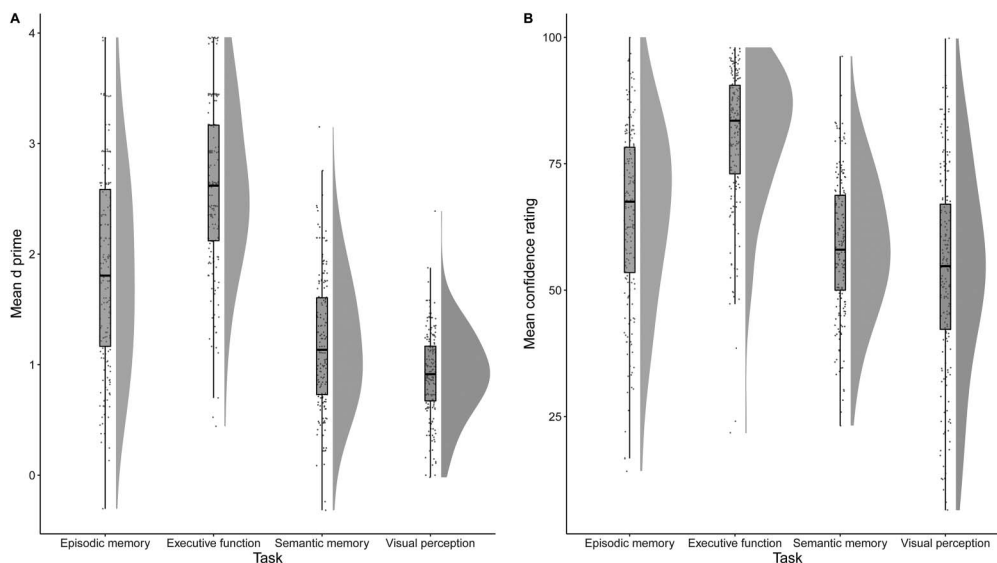 A
4
3
2
1
0
Mean d prime
Episodic memory Executive function Semantic memory Visual perception
Task
B
100
75
50
25
Mean confidence rating
Episodic memory Executive function Semantic memory Visual perception
Task